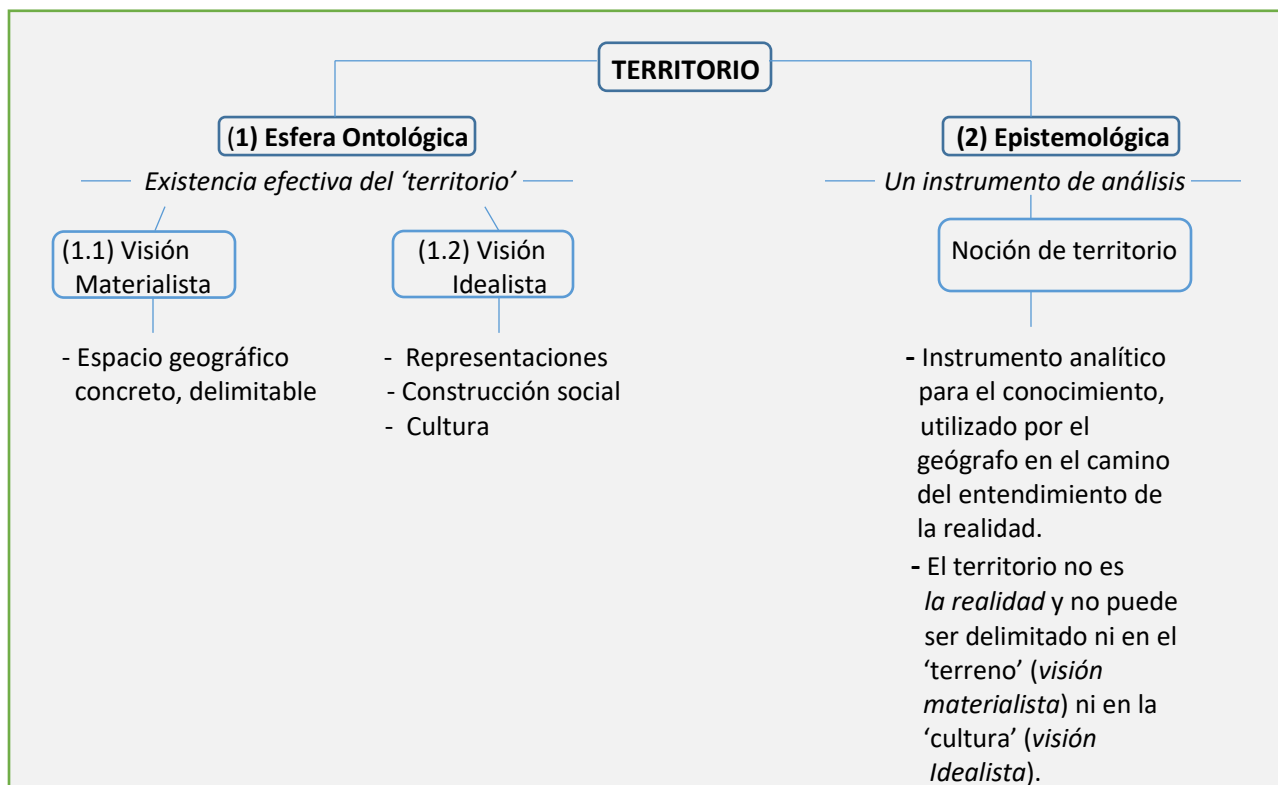 TERRITORIO
(1) Esfera Ontológica
Existencia efectiva del ‘territorio’
(1.1) Visión
Materialista
- Espacio geográfico
concreto, delimitable
(1.2) Visión
Idealista
- Representaciones
- Construcción social
- Cultura
(2) Epistemológica
Un instrumento de análisis
Noción de territorio
- Instrumento analítico
para el conocimiento,
utilizado por el
geógrafo en el camino
del entendimiento de
la realidad.
- El territorio no es
la realidad y no puede
ser delimitado ni en el
‘terreno’ (visión
materialista) ni en la
‘cultura’ (visión
Idealista).